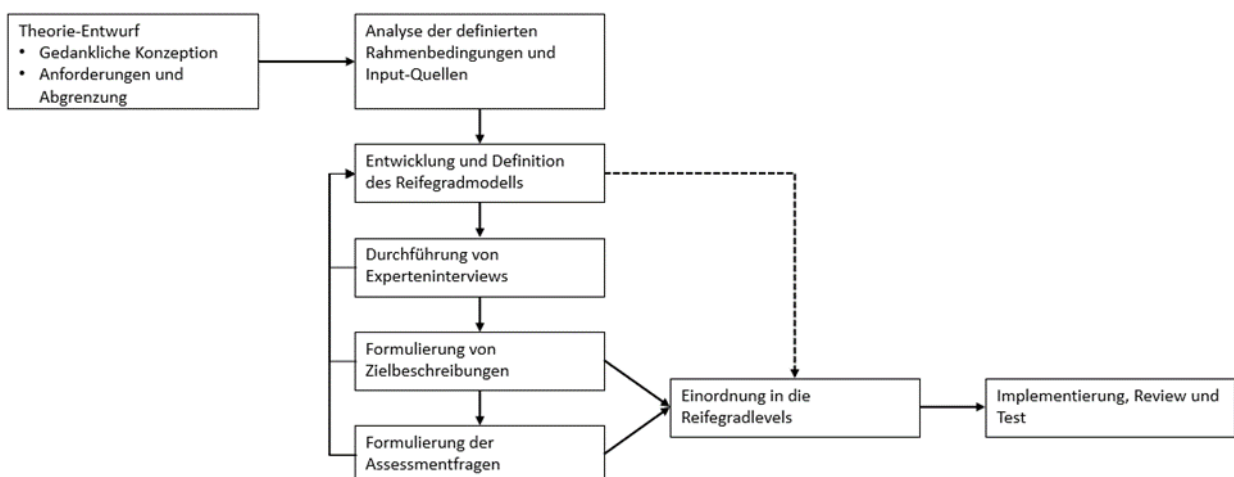 Theorie-Entwurf
• Gedankliche Konzeption
• Anforderungen und
Abgrenzung
Analyse der definierten
Rahmenbedingungen und
Input-Quellen
Entwicklung und Definition
des Reifegradmodells
Durchführung von
Experteninterviews
Formulierung von
Zielbeschreibungen
Formulierung der
Assessmentfragen
Einordnung in die
Reifegradlevels
Implementierung, Review und
Test